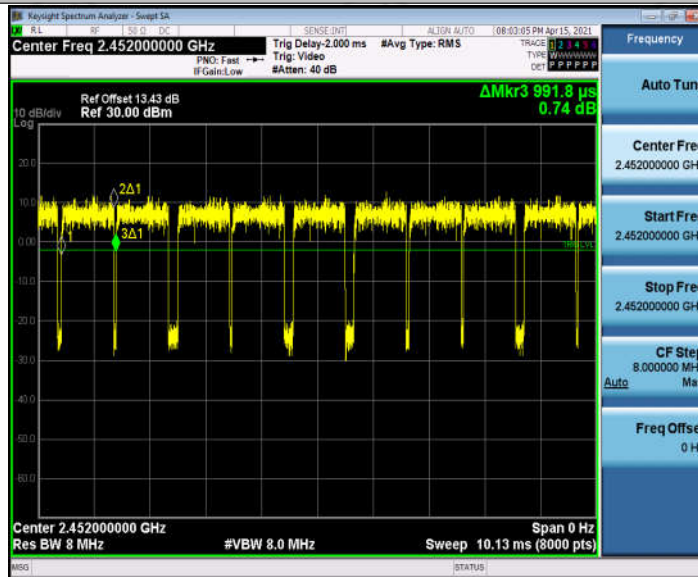 Keysight Spectrum Analyzer - Swept SA
RL RF 50 Ω DC SENSE:INT ALIGN AUTO 08:03:05 PM Apr 15, 2021
Center Freq 2.452000000 GHz
PNO: Fast
IFGain:Low
Trig Delay-2.000 ms
Trig: Video
#Atten: 40 dB
#Avg Type: RMS
TRACE 1 2 3 4 5 6
TYPE WWWWWW
DET P P P P P P
Ref Offset 13.43 dB
Ref 30.00 dBm
10 dB/div
Log
ΔMkr3 991.8 µs
0.74 dB
20.0
10.0
0.00
-10.0
-20.0
-30.0
-40.0
-50.0
-60.0
2Δ1
1
3Δ1
TRIG LVL
Center 2.452000000 GHz
Res BW 8 MHz
#VBW 8.0 MHz
Span 0 Hz
Sweep 10.13 ms (8000 pts)
MSG
STATUS
Frequency
Auto Tun
Center Fre
2.452000000 GH
Start Fre
2.452000000 GH
Stop Fre
2.452000000 GH
CF Step
8.000000 MH
Auto Ma
Freq Offse
0 H